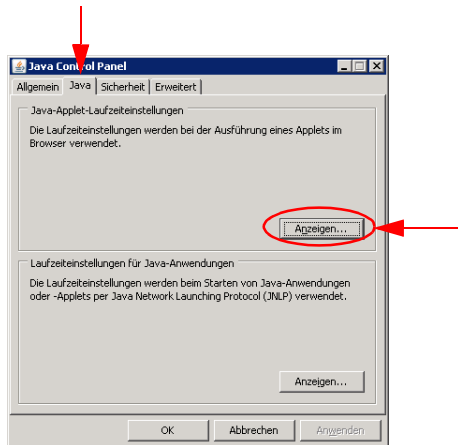 Java Control Panel
Allgemein Java Sicherheit Erweitert
Java-Applet-Laufzeiteinstellungen
Die Laufzeiteinstellungen werden bei der Ausführung eines Applets im
Browser verwendet.
Anzeigen...
Laufzeiteinstellungen für Java-Anwendungen
Die Laufzeiteinstellungen werden beim Starten von Java-Anwendungen
oder -Applets per Java Network Launching Protocol (JNLP) verwendet.
Anzeigen...
OK Abbrechen Anwenden